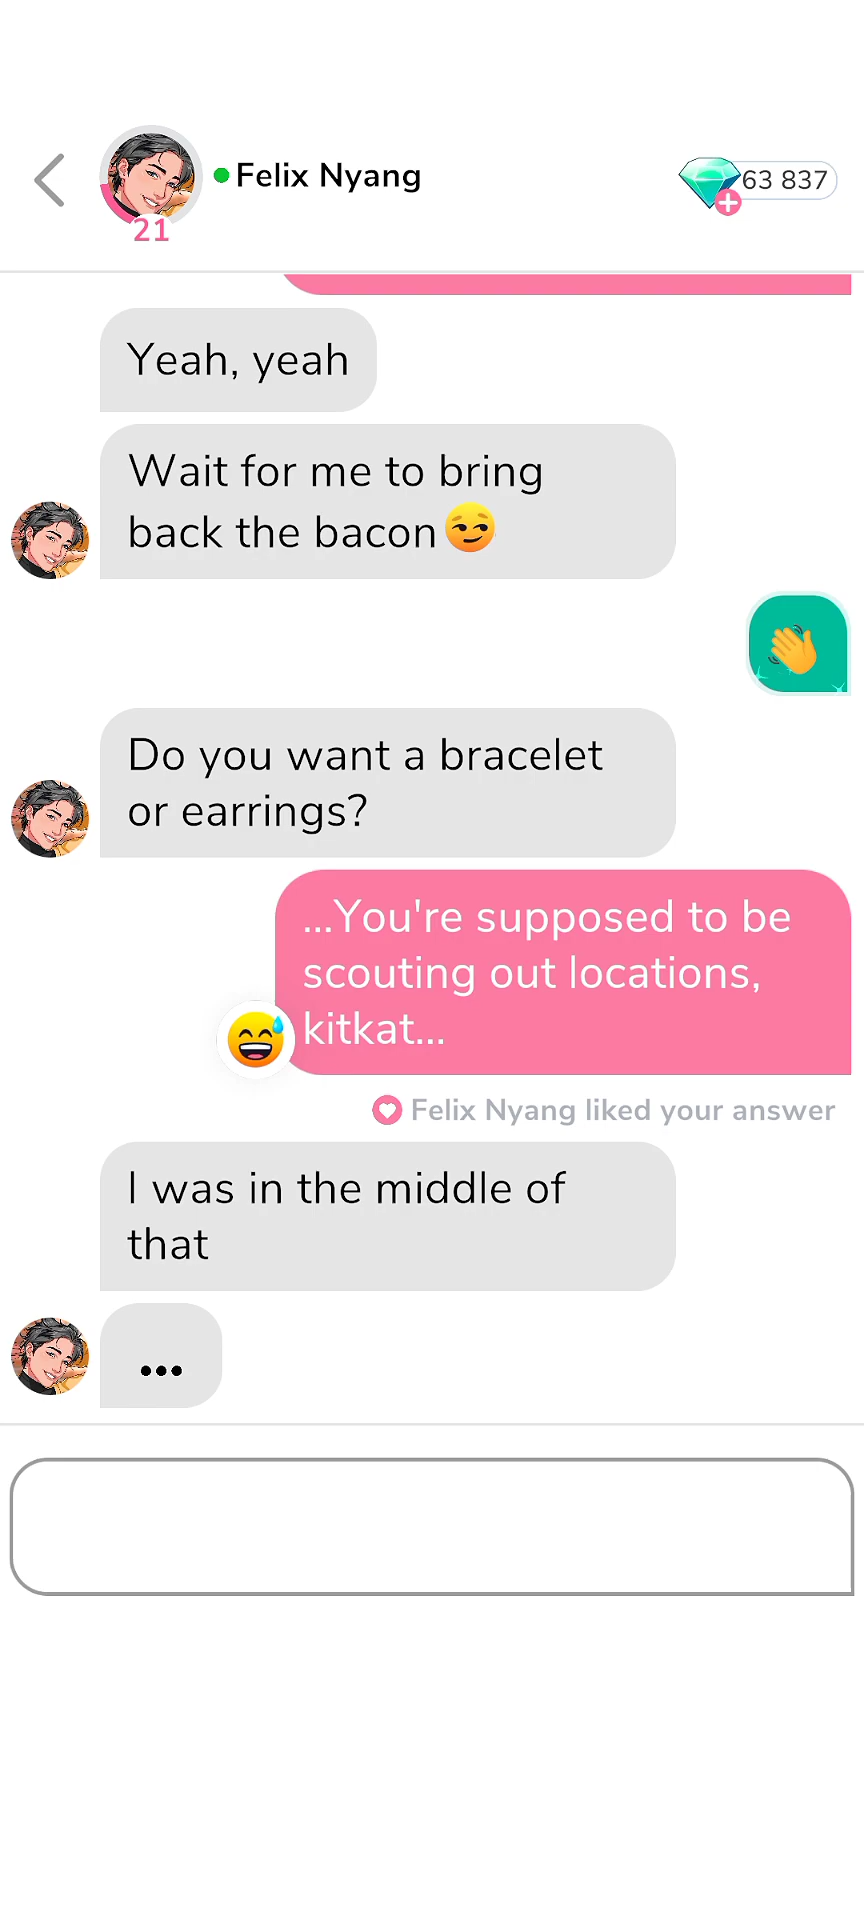 Felix Nyang
63 837
21
Yeah, yeah
Wait for me to bring
back the bacon😏
👋
Do you want a bracelet
or earrings?
...You're supposed to be
scouting out locations,
kitkat...
😅
Felix Nyang liked your answer
I was in the middle of
that
...